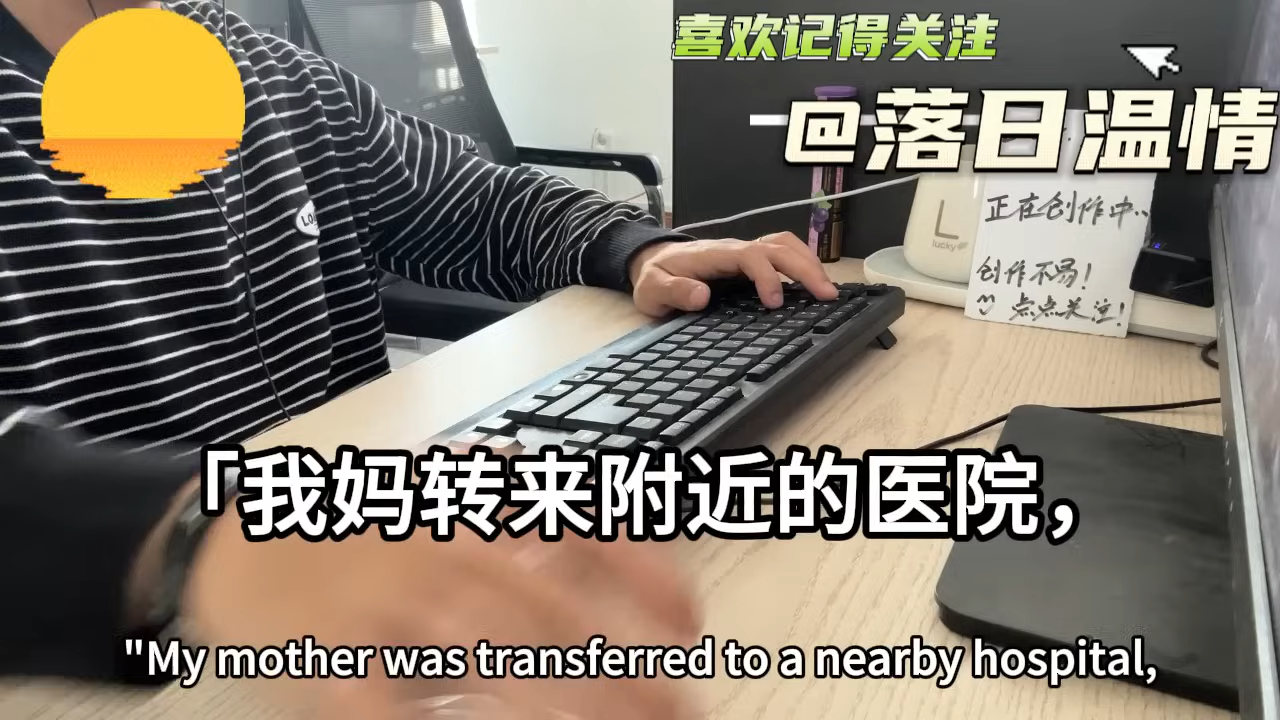 喜欢记得关注
@落日温情
L
lucky
正在创作中..
创作不易!
点点关注!
「我妈转来附近的医院,
"My mother was transferred to a nearby hospital,